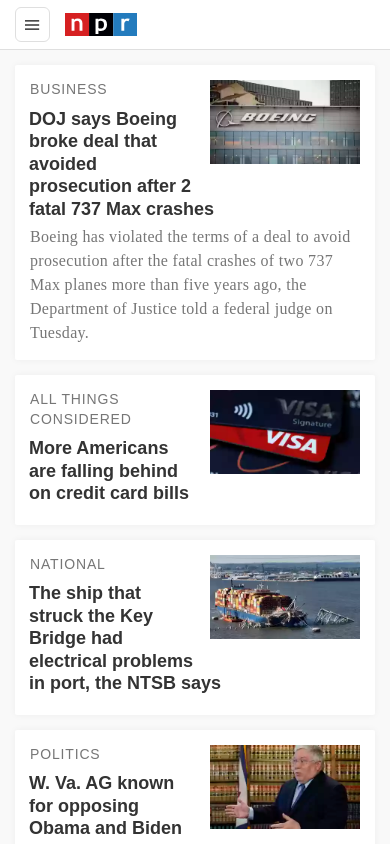 npr
BUSINESS
DOJ says Boeing
broke deal that
avoided
prosecution after 2
fatal 737 Max crashes
BOEING
Boeing has violated the terms of a deal to avoid
prosecution after the fatal crashes of two 737
Max planes more than five years ago, the
Department of Justice told a federal judge on
Tuesday.
ALL THINGS
CONSIDERED
More Americans
are falling behind
on credit card bills
VISA
Signature
VISA
NATIONAL
The ship that
struck the Key
Bridge had
electrical problems
in port, the NTSB says
POLITICS
W. Va. AG known
for opposing
Obama and Biden